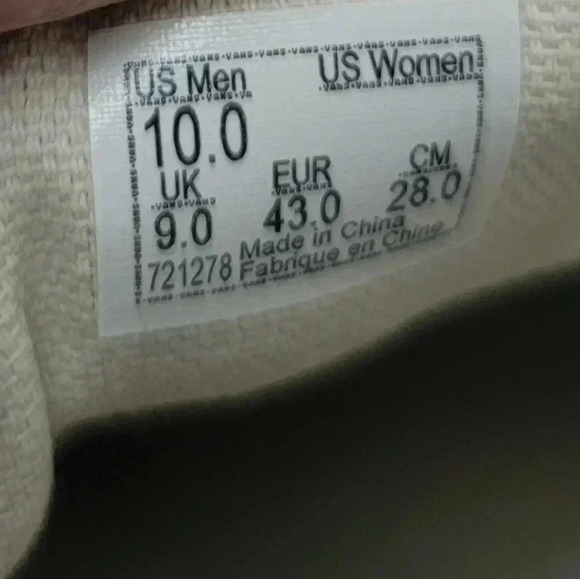 US Men US Women
10.0
UK EUR CM
9.0 43.0 28.0
Made in China
721278 Fabrique en Chine